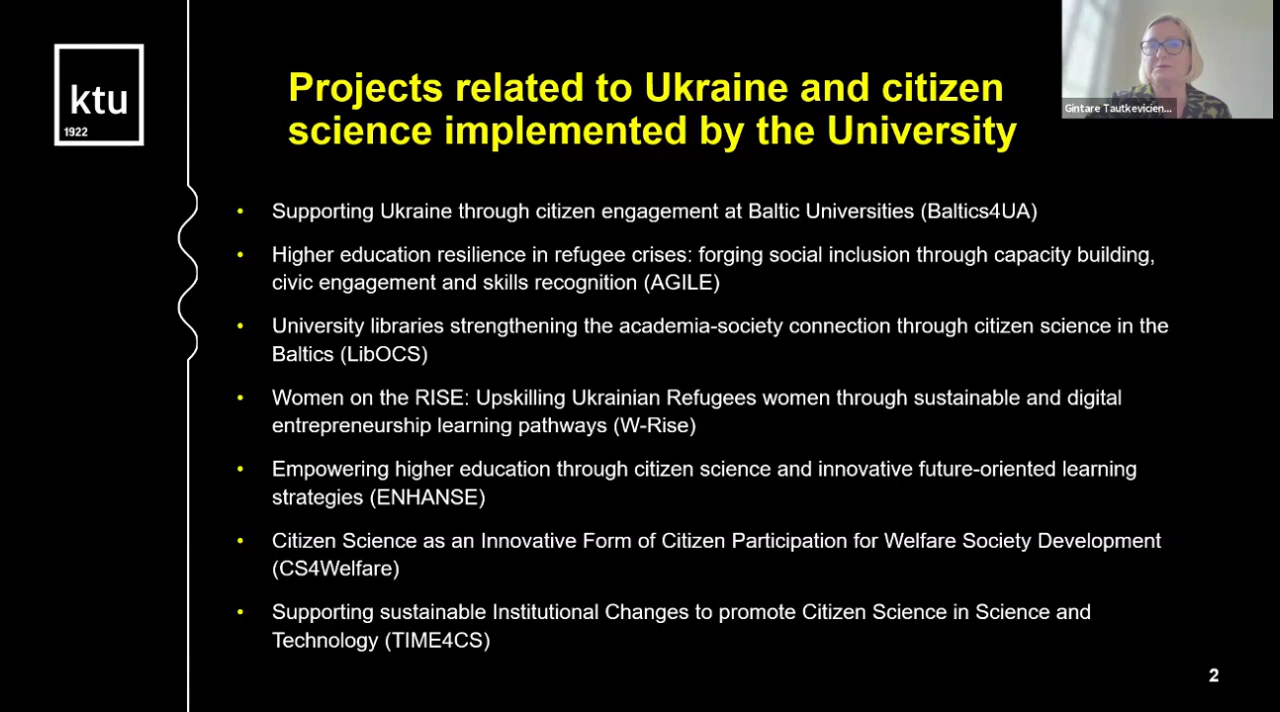 ktu
1922
Projects related to Ukraine and citizen
science implemented by the University
Gintare Tautkevicien...
• Supporting Ukraine through citizen engagement at Baltic Universities (Baltics4UA)
• Higher education resilience in refugee crises: forging social inclusion through capacity building,
civic engagement and skills recognition (AGILE)
• University libraries strengthening the academia-society connection through citizen science in the
Baltics (LibOCS)
• Women on the RISE: Upskilling Ukrainian Refugees women through sustainable and digital
entrepreneurship learning pathways (W-Rise)
• Empowering higher education through citizen science and innovative future-oriented learning
strategies (ENHANSE)
• Citizen Science as an Innovative Form of Citizen Participation for Welfare Society Development
(CS4Welfare)
• Supporting sustainable Institutional Changes to promote Citizen Science in Science and
Technology (TIME4CS)
2